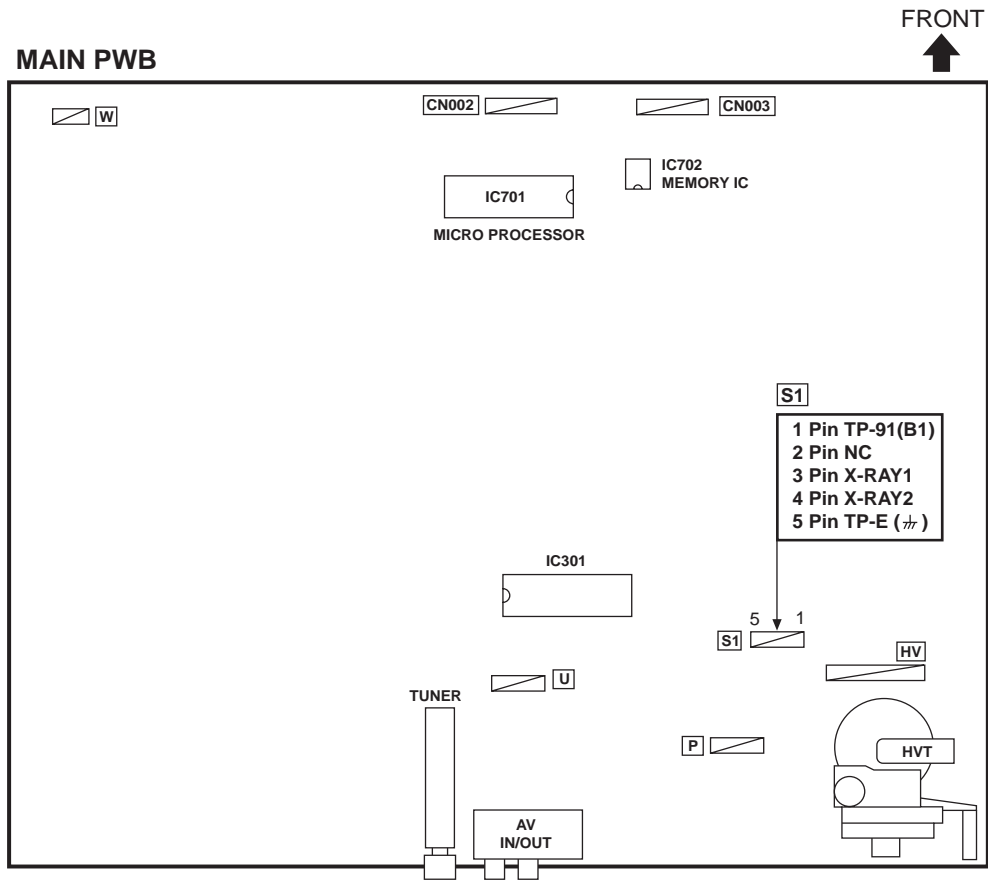 FRONT
MAIN PWB
W
CN002
CN003
IC702
MEMORY IC
IC701
MICRO PROCESSOR
S1
1 Pin TP-91(B1)
2 Pin NC
3 Pin X-RAY1
4 Pin X-RAY2
5 Pin TP-E ( )
IC301
5 1
S1
HV
U
TUNER
P
HVT
AV
IN/OUT